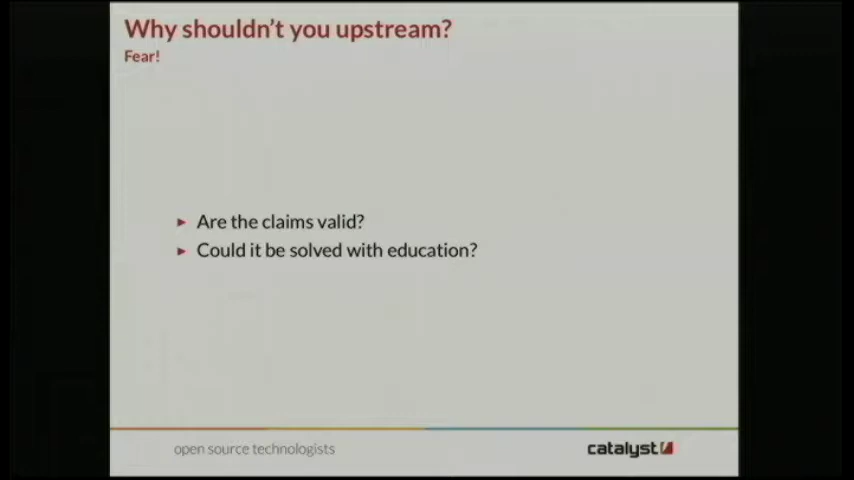 Why shouldn't you upstream?
Fear!
Are the claims valid?
Could it be solved with education?
open source technologists
catalyst